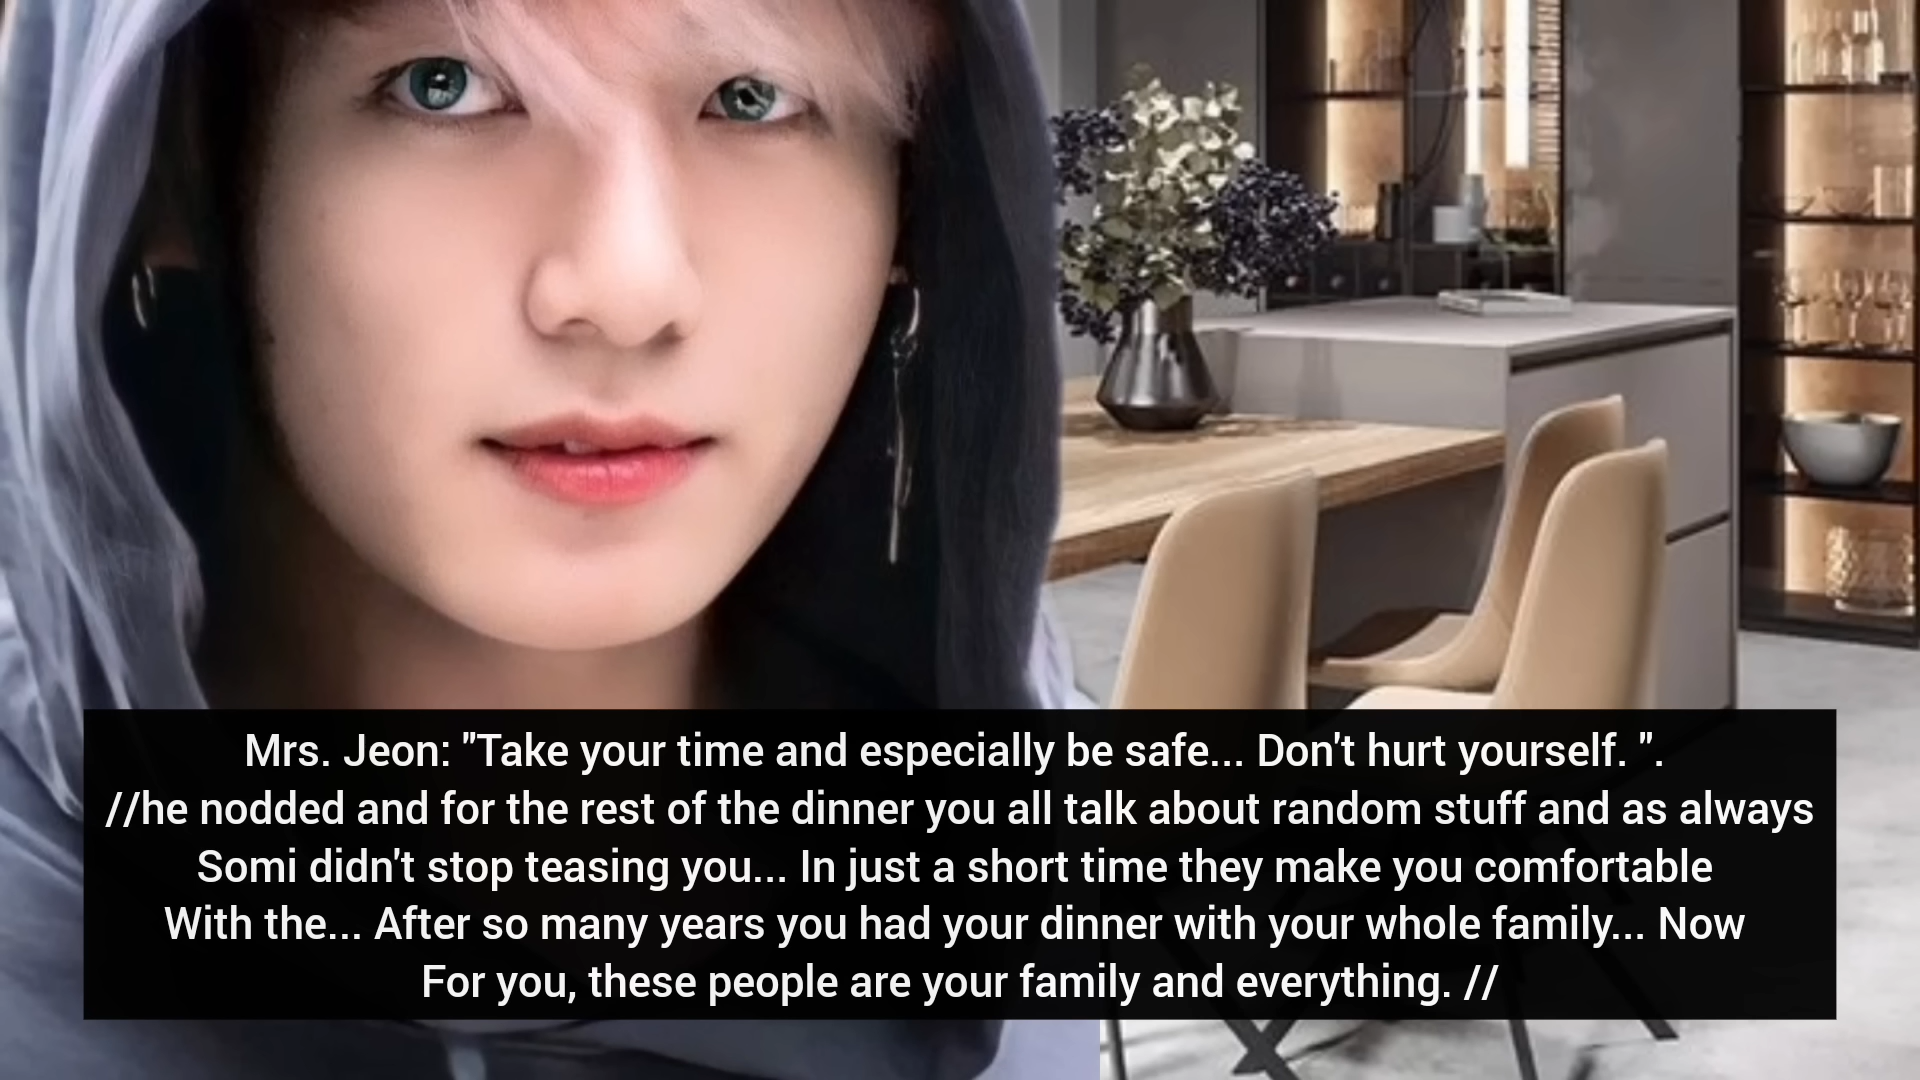 Mrs. Jeon: "Take your time and especially be safe... Don't hurt yourself. ".
//he nodded and for the rest of the dinner you all talk about random stuff and as always
Somi didn't stop teasing you... In just a short time they make you comfortable
With the... After so many years you had your dinner with your whole family... Now
For you, these people are your family and everything. //